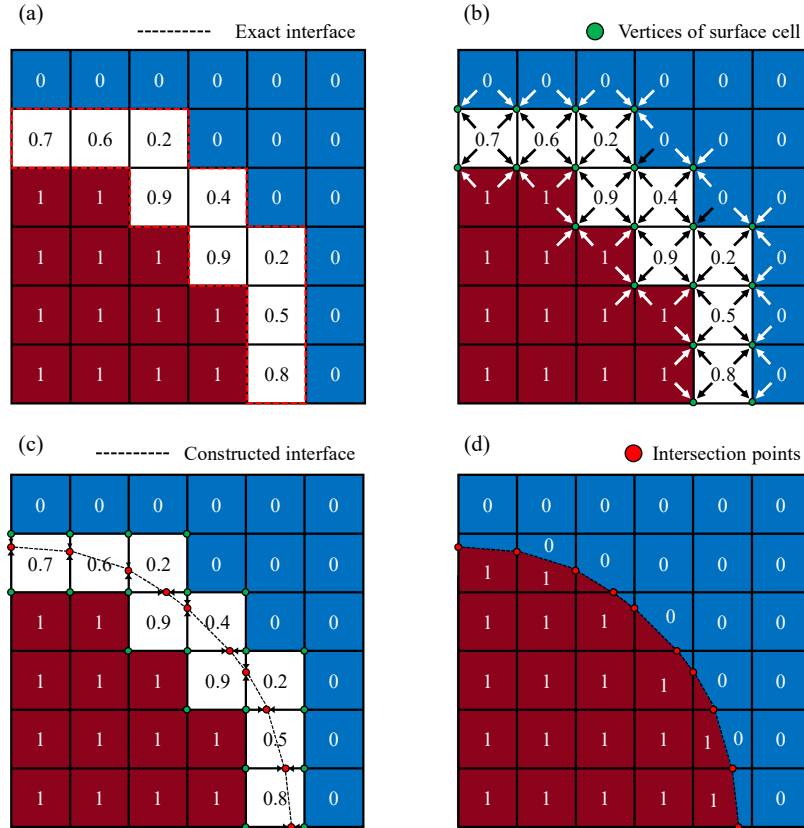 (a)
Exact interface
0 0 0 0 0 0
0.7 0.6 0.2 0 0 0
1 1 0.9 0.4 0 0
1 1 1 0.9 0.2 0
1 1 1 1 0.5 0
1 1 1 1 0.8 0
(b)
Vertices of surface cell
0 0 0 0 0 0
0.7 0.6 0.2 0 0 0
1 1 0.9 0.4 0 0
1 1 1 0.9 0.2 0
1 1 1 1 0.5 0
1 1 1 1 0.8 0
(c)
Constructed interface
0 0 0 0 0 0
0.7 0.6 0.2 0 0 0
1 1 0.9 0.4 0 0
1 1 1 0.9 0.2 0
1 1 1 1 0.5 0
1 1 1 1 0.8 0
(d)
Intersection points
0 0 0 0 0 0
0 0 0 0 0
1 1
1 1 1 0 0 0
1 1 1 1 0 0
1 1 1 1 1 0 0
1 1 1 1 1 0